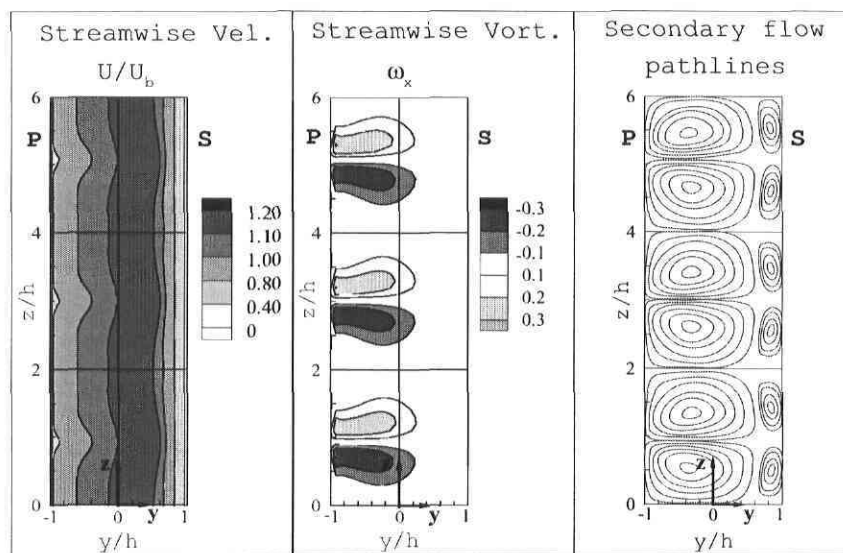 Streamwise Vel.
U/U_b
6
P
S
4
z/h
2
0
z
y
-1
0
1
y/h
1.20
1.10
1.00
0.80
0.40
0
Streamwise Vort.
ω_x
6
P
S
4
z/h
2
0
y
-1
0
1
y/h
-0.3
-0.2
-0.1
0.1
0.2
0.3
Secondary flow
pathlines
6
P
S
4
z/h
2
0
z
y
-1
0
1
y/h